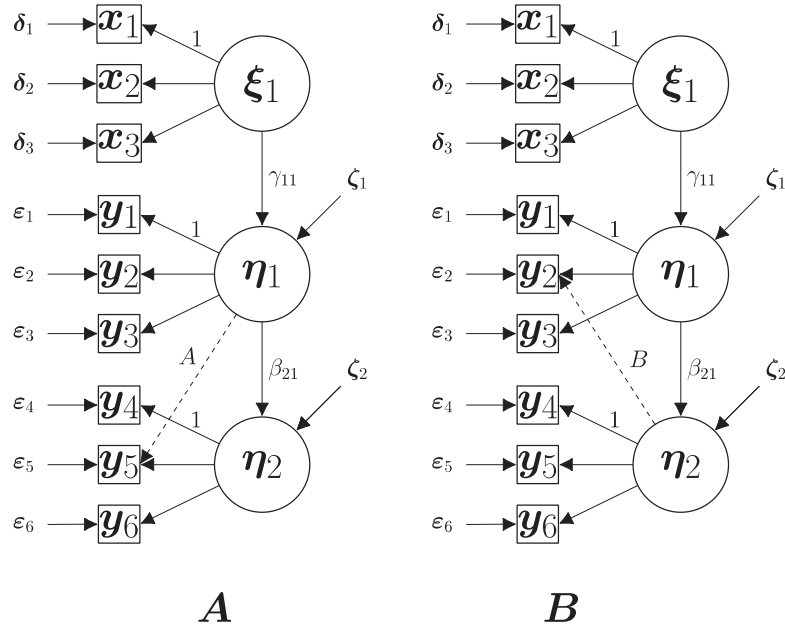 δ₁ x₁ 1 δ₁ x₁ 1
δ₂ x₂ ξ₁ δ₂ x₂ ξ₁
δ₃ x₃ δ₃ x₃
γ₁₁ ζ₁ γ₁₁ ζ₁
ε₁ y₁ 1 ε₁ y₁ 1
ε₂ y₂ η₁ ε₂ y₂ η₁
ε₃ y₃ ε₃ y₃
A β₂₁ ζ₂ B β₂₁ ζ₂
ε₄ y₄ 1 ε₄ y₄ 1
ε₅ y₅ η₂ ε₅ y₅ η₂
ε₆ y₆ ε₆ y₆
A B